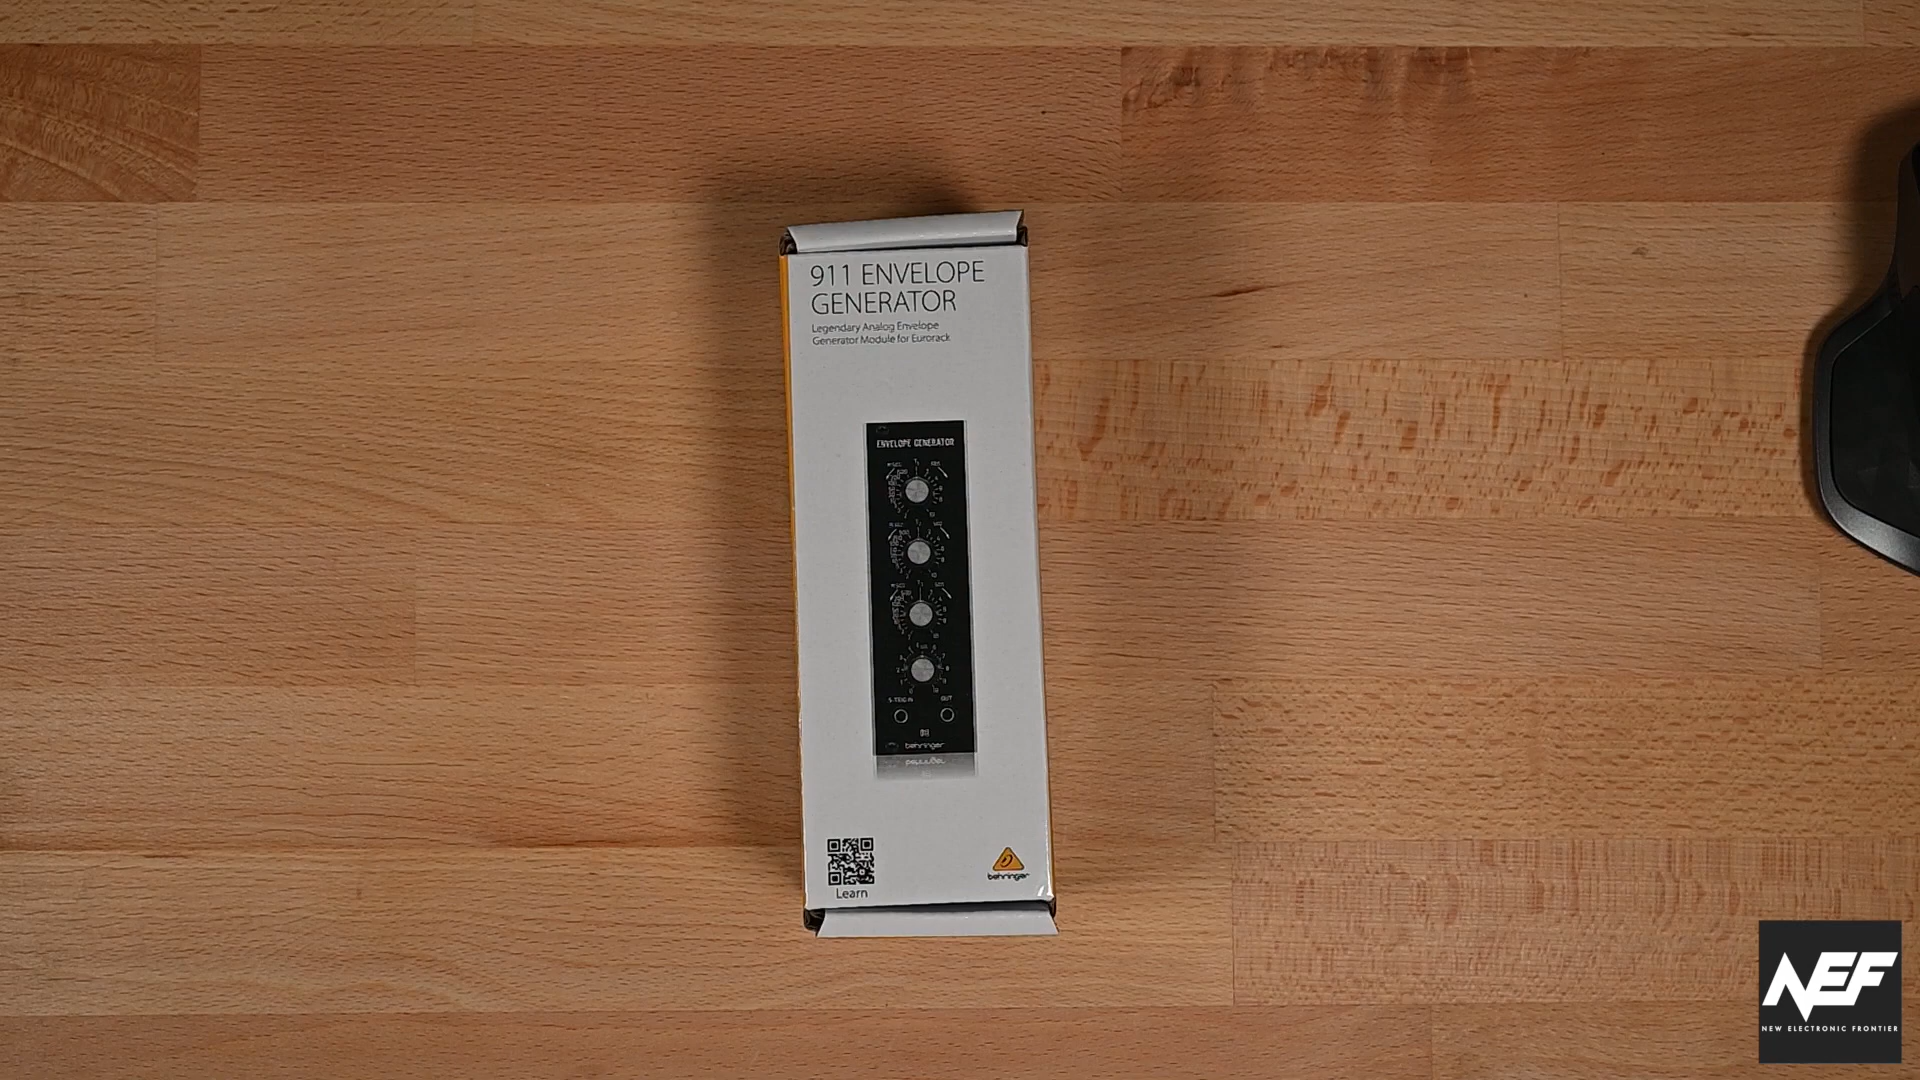 911 ENVELOPE
GENERATOR
Legendary Analog Envelope
Generator Module for Eurorack
ENVELOPE GENERATOR
S-TRIG IN OUT
911
behringer
Learn
behringer
NEF
NEW ELECTRONIC FRONTIER